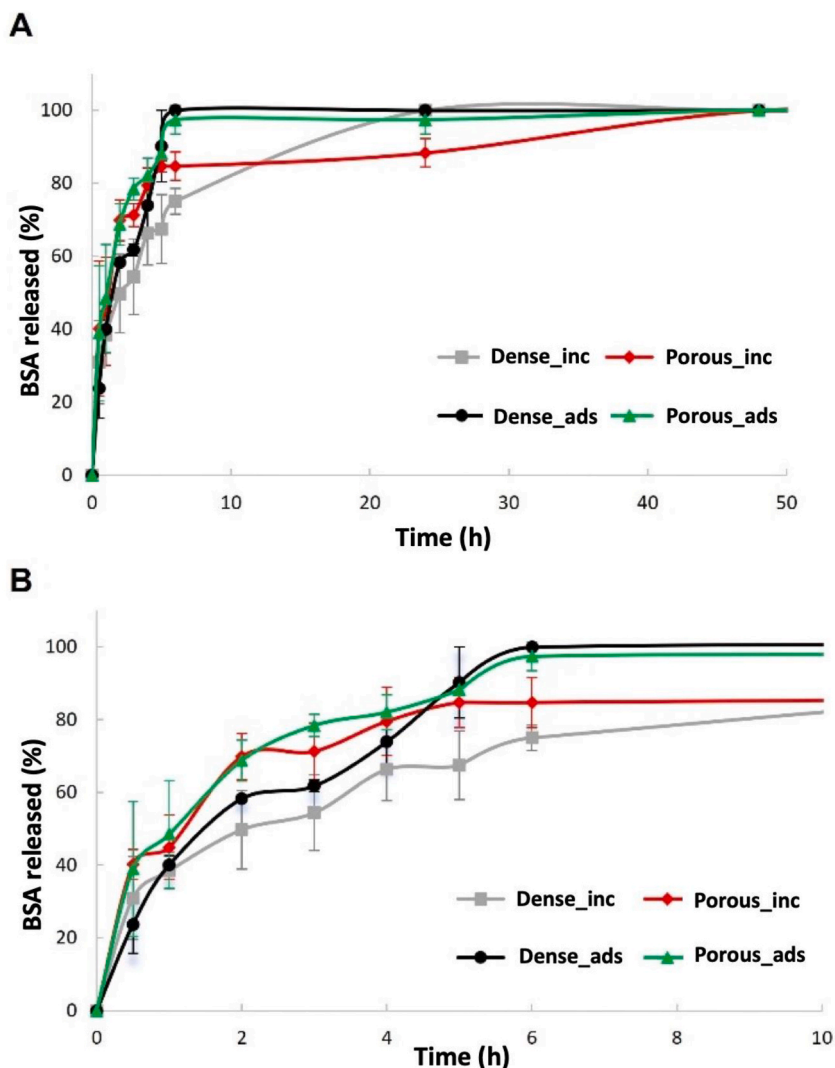 A
BSA released (%)
100
80
60
40
20
0
Dense_inc Porous_inc
Dense_ads Porous_ads
0 10 20 30 40 50
Time (h)
B
BSA released (%)
100
80
60
40
20
0
Dense_inc Porous_inc
Dense_ads Porous_ads
0 2 4 6 8 10
Time (h)